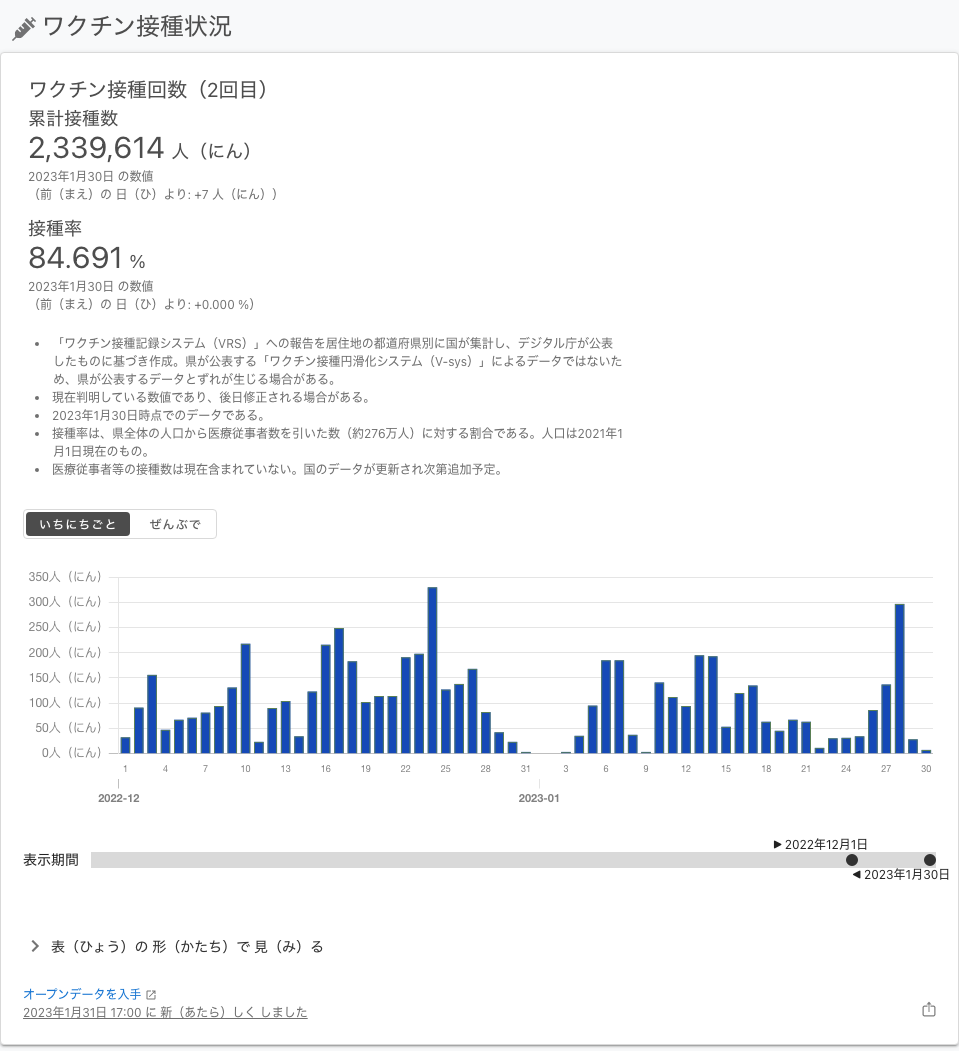 ワクチン接種状況
ワクチン接種回数（2回目）
累計接種数
2,339,614 人（にん）
2023年1月30日 の数値
（前（まえ）の 日（ひ）より: +7 人（にん））
接種率
84.691 %
2023年1月30日 の数値
（前（まえ）の 日（ひ）より: +0.000 %）
• 「ワクチン接種記録システム（VRS）」への報告を居住地の都道府県別に国が集計し、デジタル庁が公表
したものに基づき作成。県が公表する「ワクチン接種円滑化システム（V-sys）」によるデータではないた
め、県が公表するデータとずれが生じる場合がある。
• 現在判明している数値であり、後日修正される場合がある。
• 2023年1月30日時点でのデータである。
• 接種率は、県全体の人口から医療従事者数を引いた数（約276万人）に対する割合である。人口は2021年1
月1日現在のもの。
• 医療従事者等の接種数は現在含まれていない。国のデータが更新され次第追加予定。
いちにちごと ぜんぶで
350人（にん）
300人（にん）
250人（にん）
200人（にん）
150人（にん）
100人（にん）
50人（にん）
0人（にん）
1 4 7 10 13 16 19 22 25 28 31 3 6 9 12 15 18 21 24 27 30
2022-12 2023-01
2022年12月1日
表示期間
2023年1月30日
表（ひょう）の 形（かたち）で 見（み）る
オープンデータを入手
2023年1月31日 17:00 に 新（あたら）しく しました